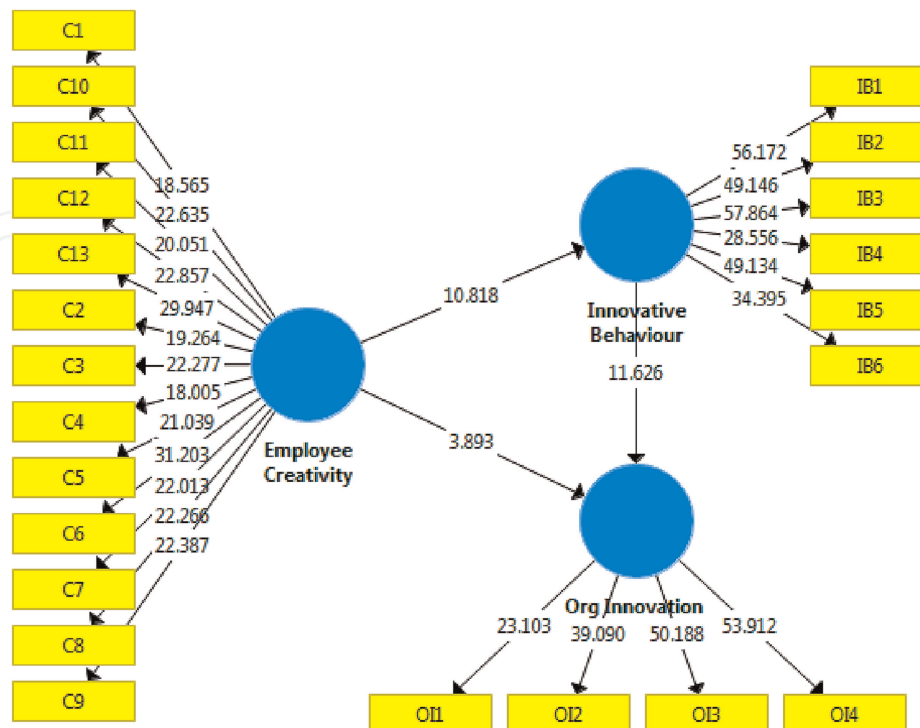 C1
C10
C11
C12
C13
C2
C3
C4
C5
C6
C7
C8
C9
18.565
22.635
20.051
22.857
29.947
19.264
22.277
18.005
21.039
31.203
22.013
22.266
22.387
Employee
Creativity
10.818
3.893
Innovative
Behaviour
11.626
56.172
49.146
57.864
28.556
49.134
34.395
IB1
IB2
IB3
IB4
IB5
IB6
Org Innovation
23.103
39.090
50.188
53.912
OI1
OI2
OI3
OI4